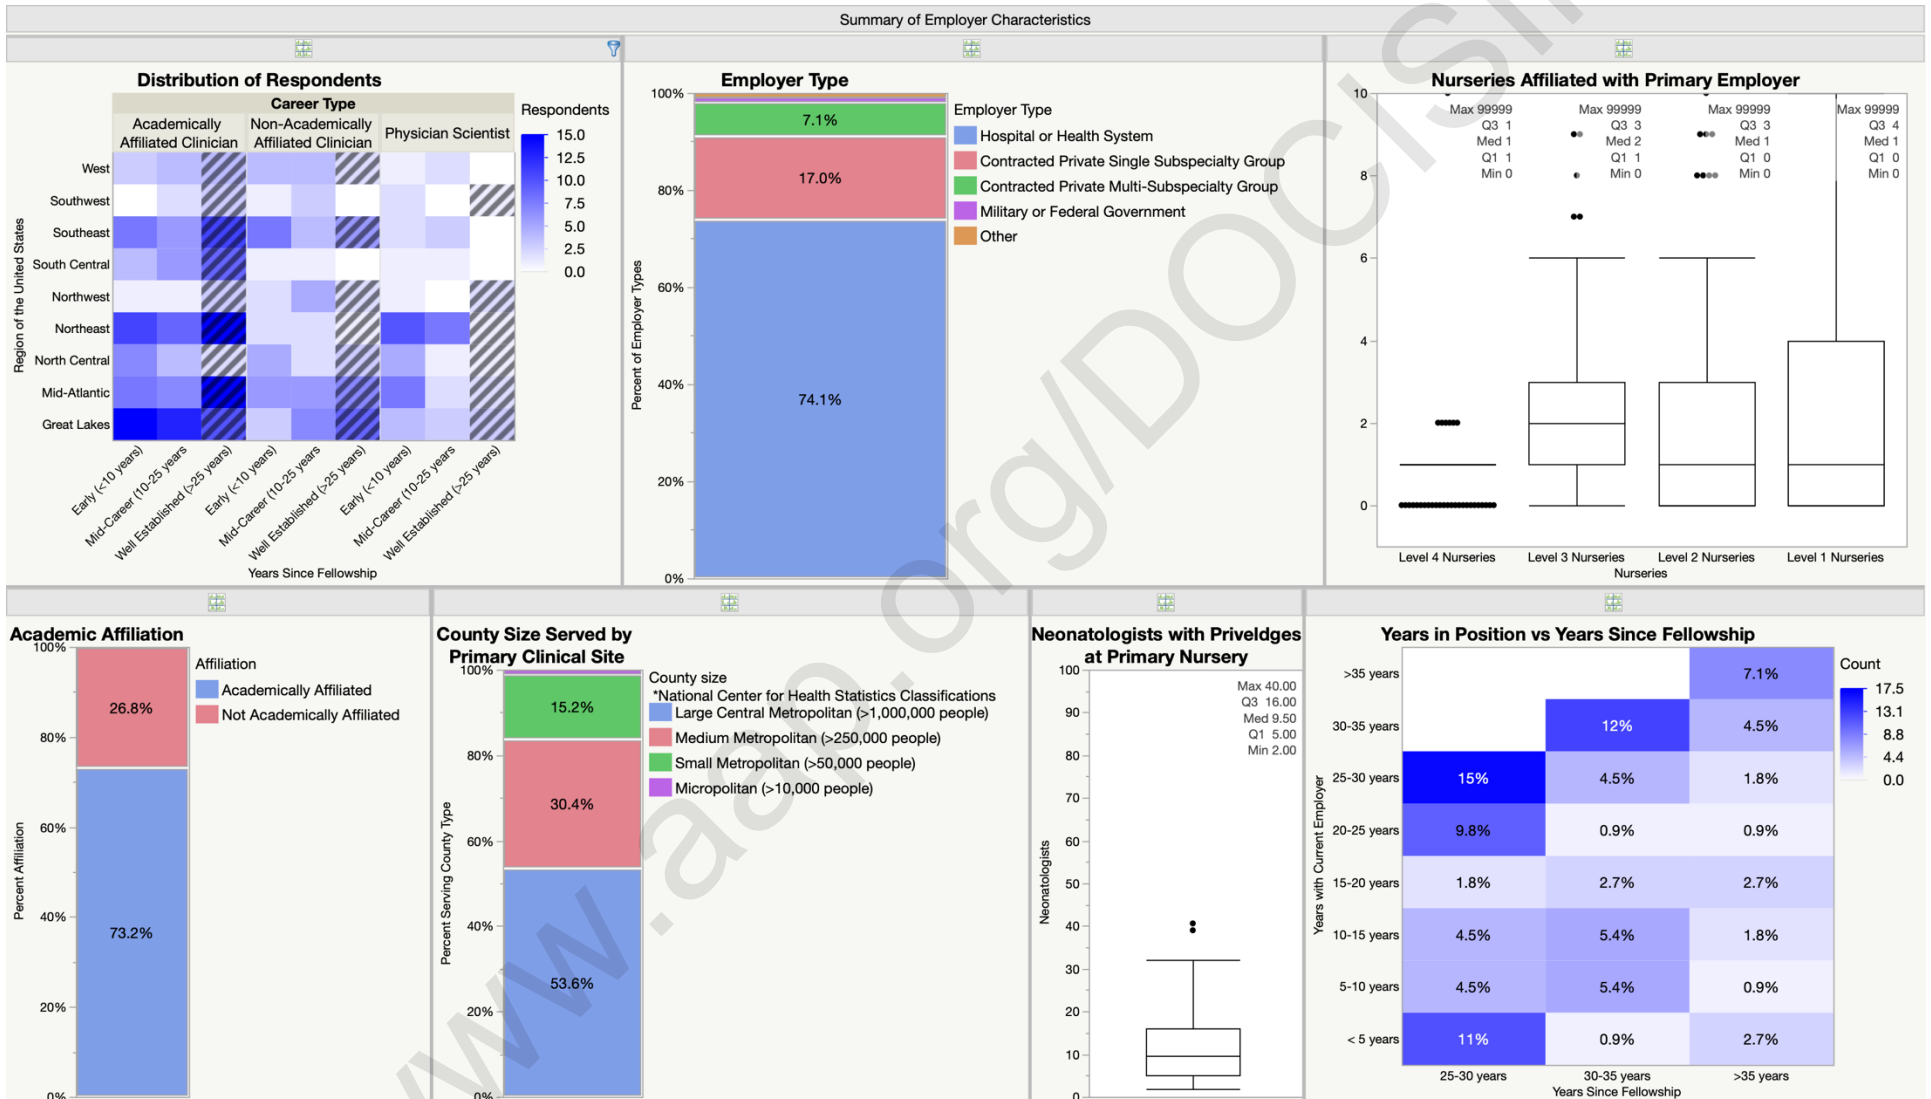 Summary of Employer Characteristics
Distribution of Respondents
Career Type
Academically
Affiliated Clinician
Non-Academically
Affiliated Clinician
Physician Scientist
Respondents
15.0
12.5
10.0
7.5
5.0
2.5
0.0
Region of the United States
West
Southwest
Southeast
South Central
Northwest
Northeast
North Central
Mid-Atlantic
Great Lakes
Early (<10 years)
Mid-Career (10-25 years
Well Established (>25 years)
Early (<10 years)
Mid-Career (10-25 years
Well Established (>25 years)
Early (<10 years)
Mid-Career (10-25 years
Well Established (>25 years)
Years Since Fellowship
Employer Type
Percent of Employer Types
100%
80%
60%
40%
20%
0%
7.1%
17.0%
74.1%
Employer Type
Hospital or Health System
Contracted Private Single Subspecialty Group
Contracted Private Multi-Subspecialty Group
Military or Federal Government
Other
Nurseries Affiliated with Primary Employer
10
8
6
4
2
0
Max 99999
Q3 1
Med 1
Q1 1
Min 0
Max 99999
Q3 3
Med 2
Q1 1
Min 0
Max 99999
Q3 3
Med 1
Q1 0
Min 0
Max 99999
Q3 4
Med 1
Q1 0
Min 0
Level 4 Nurseries
Level 3 Nurseries
Level 2 Nurseries
Level 1 Nurseries
Nurseries
Academic Affiliation
Percent Affiliation
100%
80%
60%
40%
20%
0%
26.8%
73.2%
Affiliation
Academically Affiliated
Not Academically Affiliated
County Size Served by
Primary Clinical Site
Percent Serving County Type
100%
80%
60%
40%
20%
0%
15.2%
30.4%
53.6%
County size
*National Center for Health Statistics Classifications
Large Central Metropolitan (>1,000,000 people)
Medium Metropolitan (>250,000 people)
Small Metropolitan (>50,000 people)
Micropolitan (>10,000 people)
Neonatologists with Priveldges
at Primary Nursery
Neonatologists
100
90
80
70
60
50
40
30
20
10
0
Max 40.00
Q3 16.00
Med 9.50
Q1 5.00
Min 2.00
Years in Position vs Years Since Fellowship
Years with Current Employer
>35 years
7.1%
30-35 years
12%
4.5%
25-30 years
15%
4.5%
1.8%
20-25 years
9.8%
0.9%
0.9%
15-20 years
1.8%
2.7%
2.7%
10-15 years
4.5%
5.4%
1.8%
5-10 years
4.5%
5.4%
0.9%
< 5 years
11%
0.9%
2.7%
25-30 years
30-35 years
>35 years
Years Since Fellowship
Count
17.5
13.1
8.8
4.4
0.0